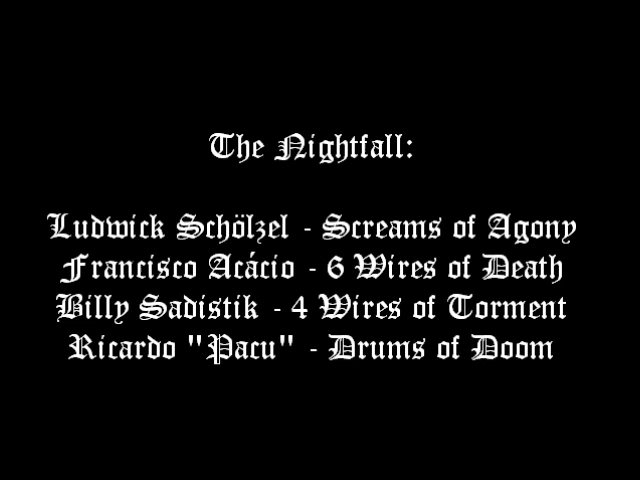 The Nightfall:
Ludwick Schölzel - Screams of Agony
Francisco Acácio - 6 Wires of Death
Billy Sadistik - 4 Wires of Torment
Ricardo "Pacu" - Drums of Doom